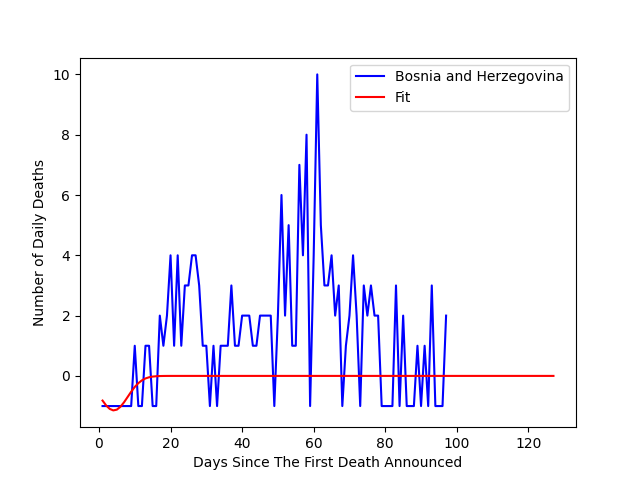 Bosnia and Herzegovina
Fit
Number of Daily Deaths
10
8
6
4
2
0
0 20 40 60 80 100 120
Days Since The First Death Announced